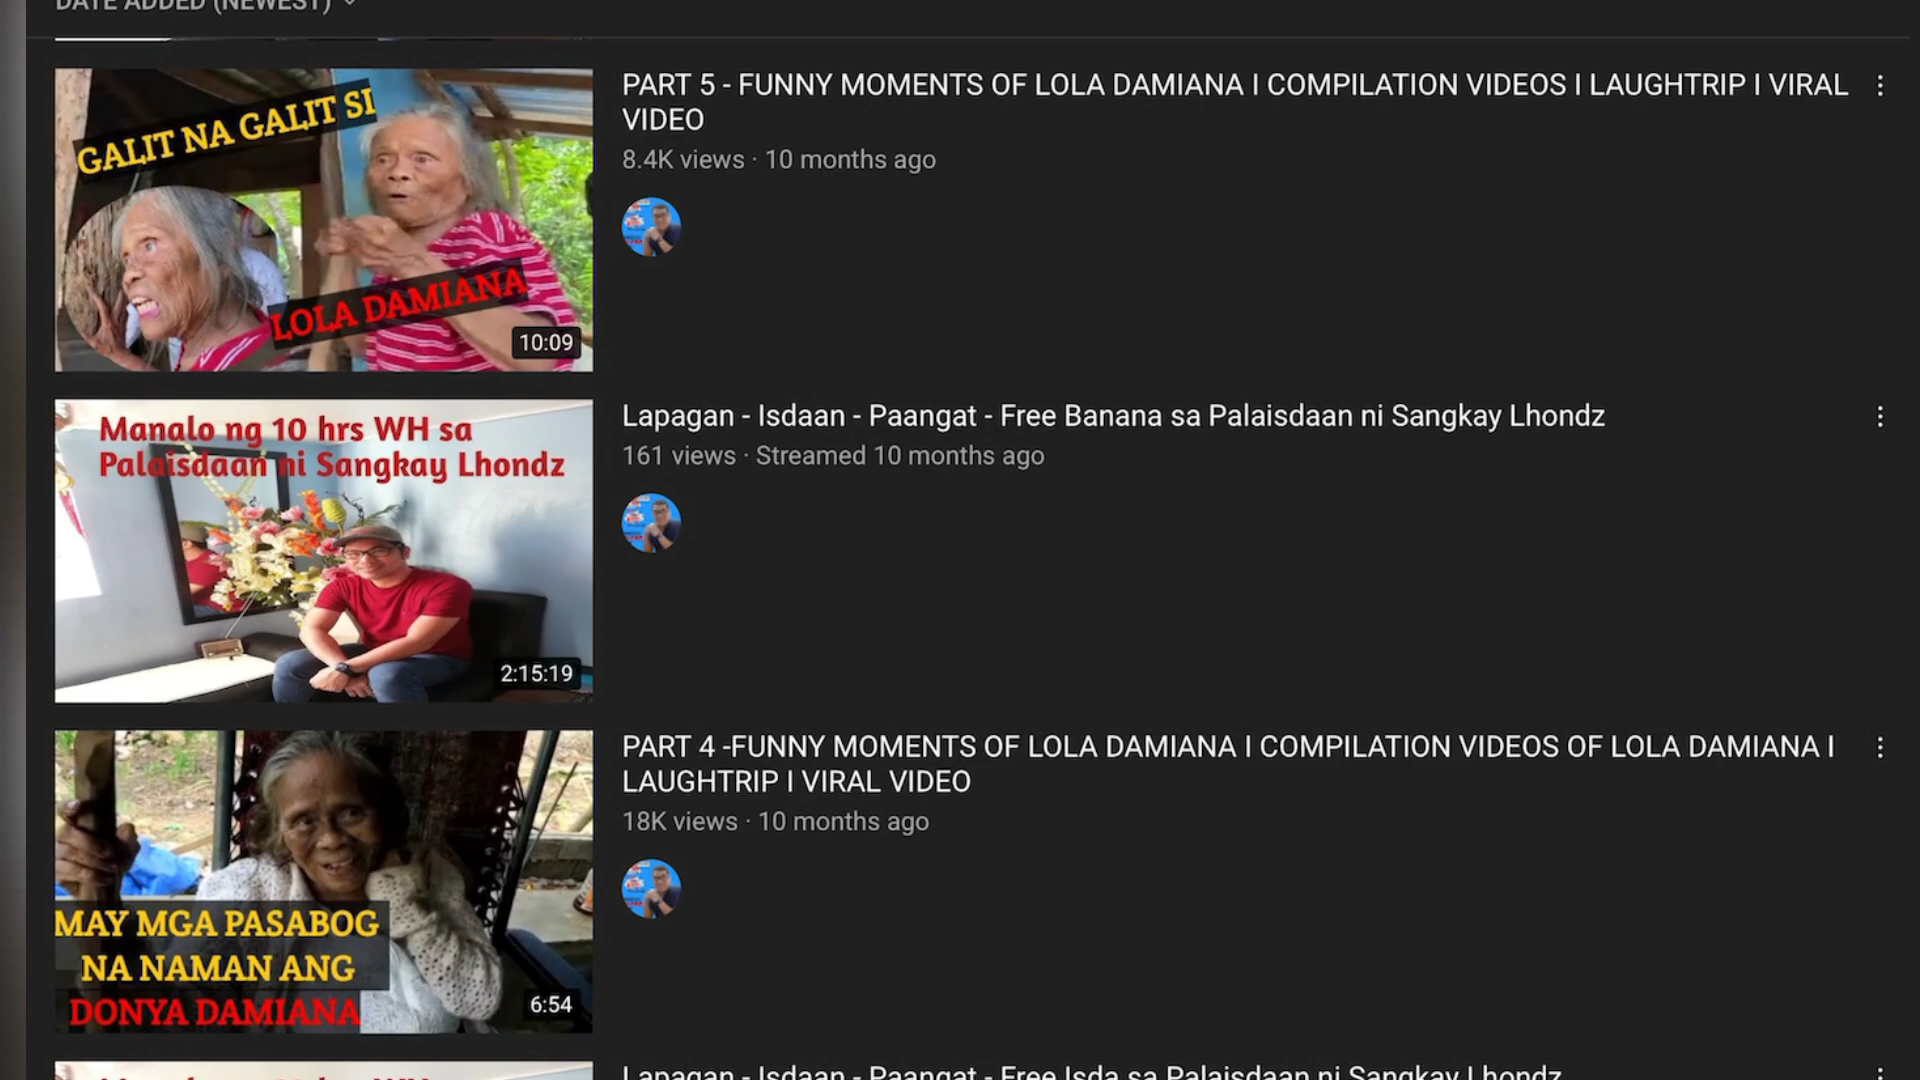 DATE ADDED (NEWEST)
GALIT NA GALIT SI
LOLA DAMIANA
10:09
PART 5 - FUNNY MOMENTS OF LOLA DAMIANA I COMPILATION VIDEOS I LAUGHTRIP I VIRAL
VIDEO
8.4K views · 10 months ago
Manalo ng 10 hrs WH sa
Palaisdaan ni Sangkay Lhondz
2:15:19
Lapagan - Isdaan - Paangat - Free Banana sa Palaisdaan ni Sangkay Lhondz
161 views · Streamed 10 months ago
MAY MGA PASABOG
NA NAMAN ANG
DONYA DAMIANA
6:54
PART 4 -FUNNY MOMENTS OF LOLA DAMIANA I COMPILATION VIDEOS OF LOLA DAMIANA I
LAUGHTRIP I VIRAL VIDEO
18K views · 10 months ago
Lapagan - Isdaan - Paangat - Free Isda sa Palaisdaan ni Sangkay Lhondz